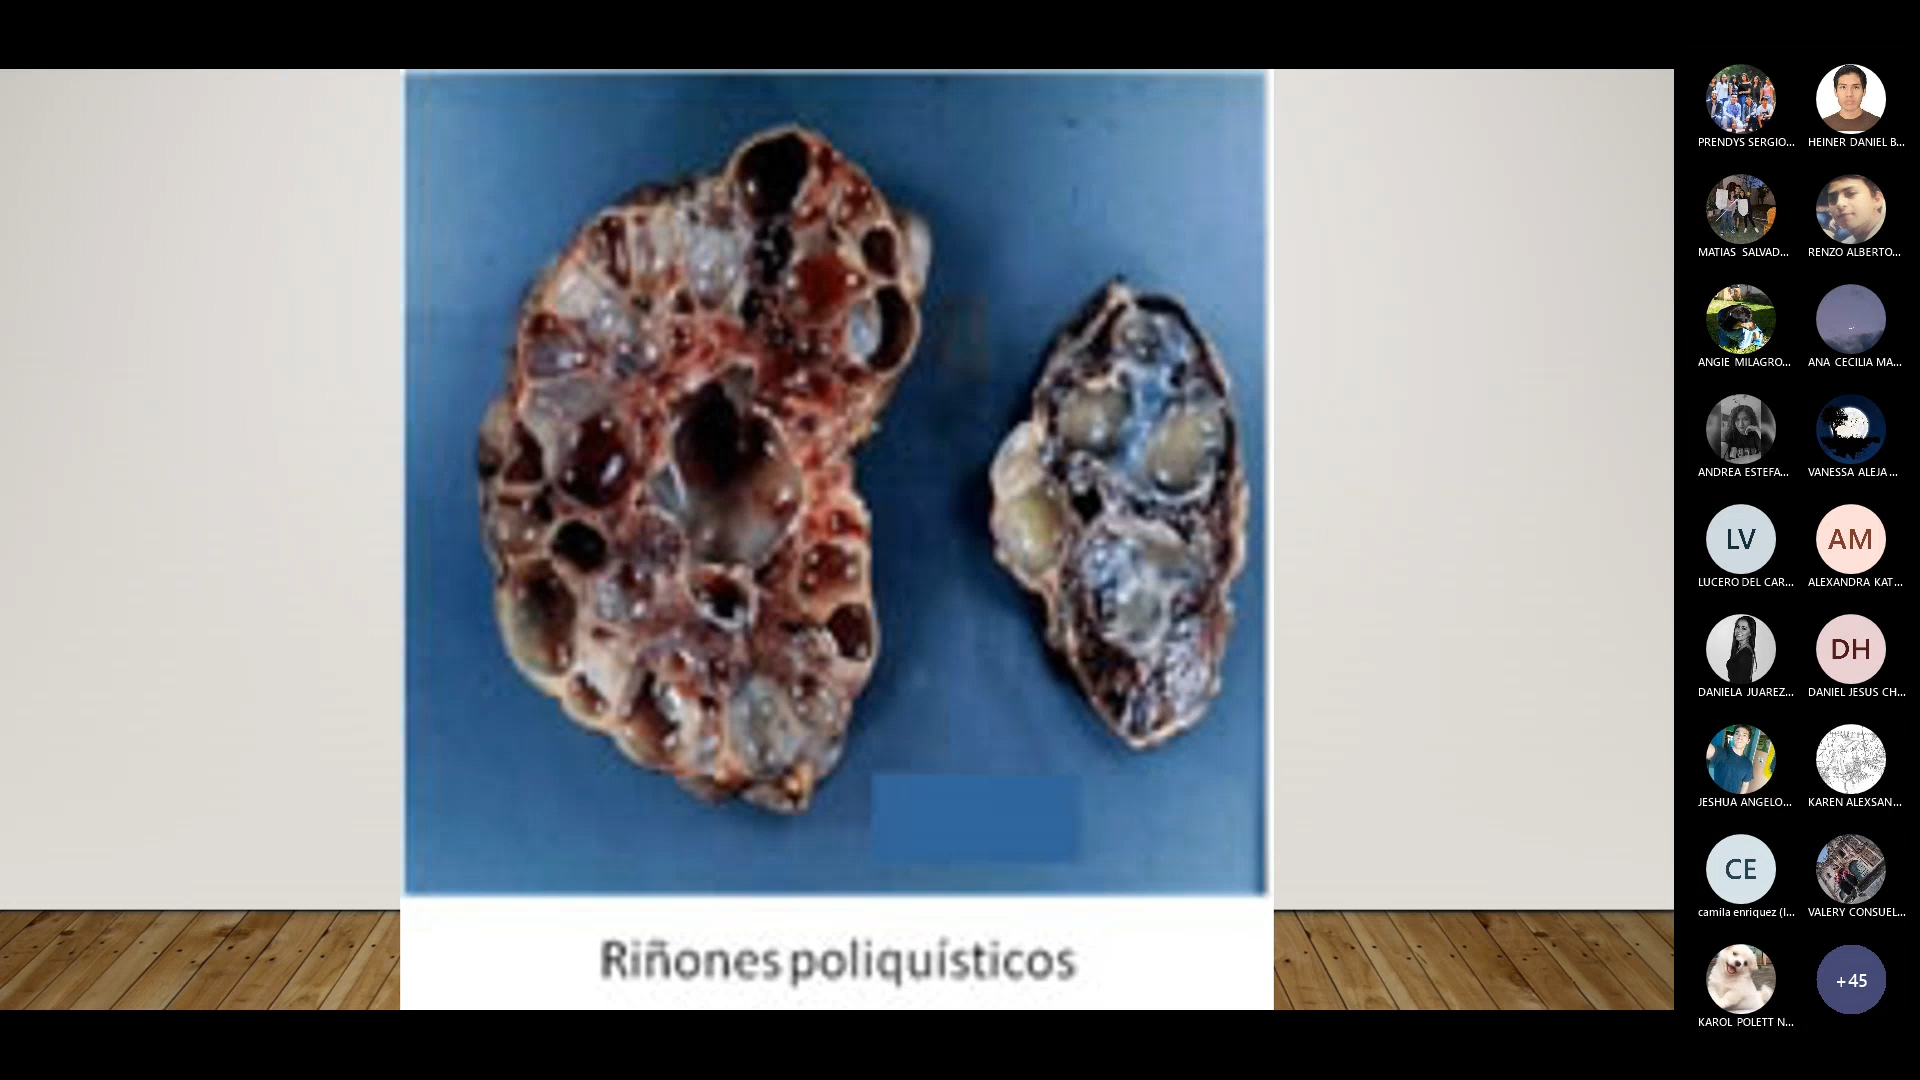 Riñones poliquísticos
PRENDYS SERGIO...
HEINER DANIEL B...
MATIAS SALVAD...
RENZO ALBERTO...
ANGIE MILAGRO...
ANA CECILIA MA...
ANDREA ESTEFA...
VANESSA ALEJA...
LV
AM
LUCERO DEL CAR...
ALEXANDRA KAT...
DH
DANIELA JUAREZ...
DANIEL JESUS CH...
JESHUA ANGELO...
KAREN ALEXSAN...
CE
camila enriquez (I...
VALERY CONSUEL...
+45
KAROL POLETT N...